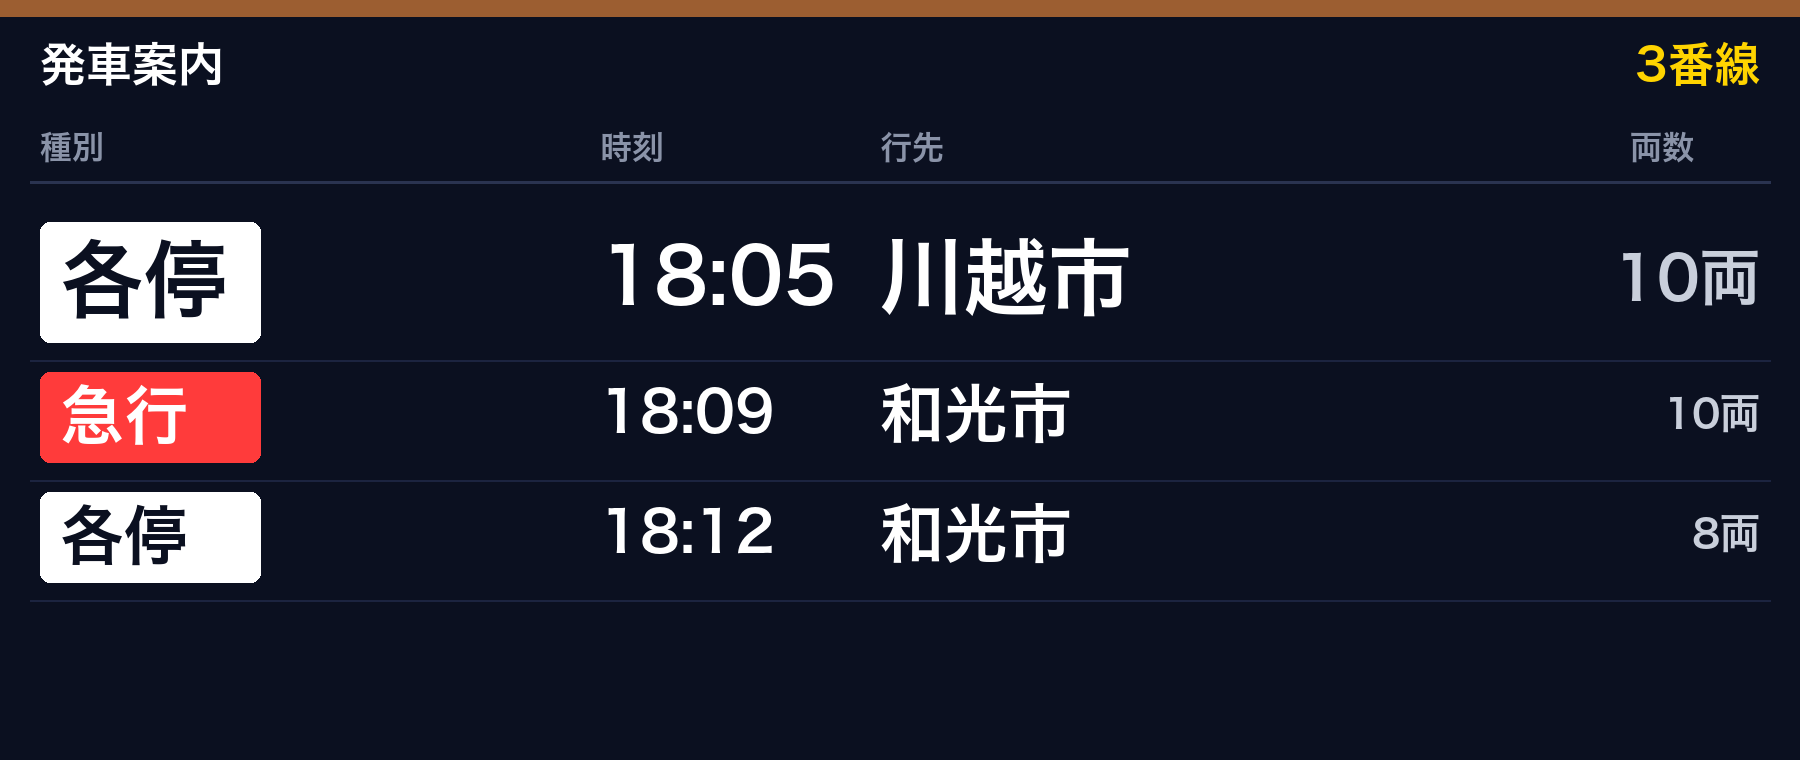 発車案内 3番線
種別 時刻 行先 両数
各停 18:05 川越市 10両
急行 18:09 和光市 10両
各停 18:12 和光市 8両